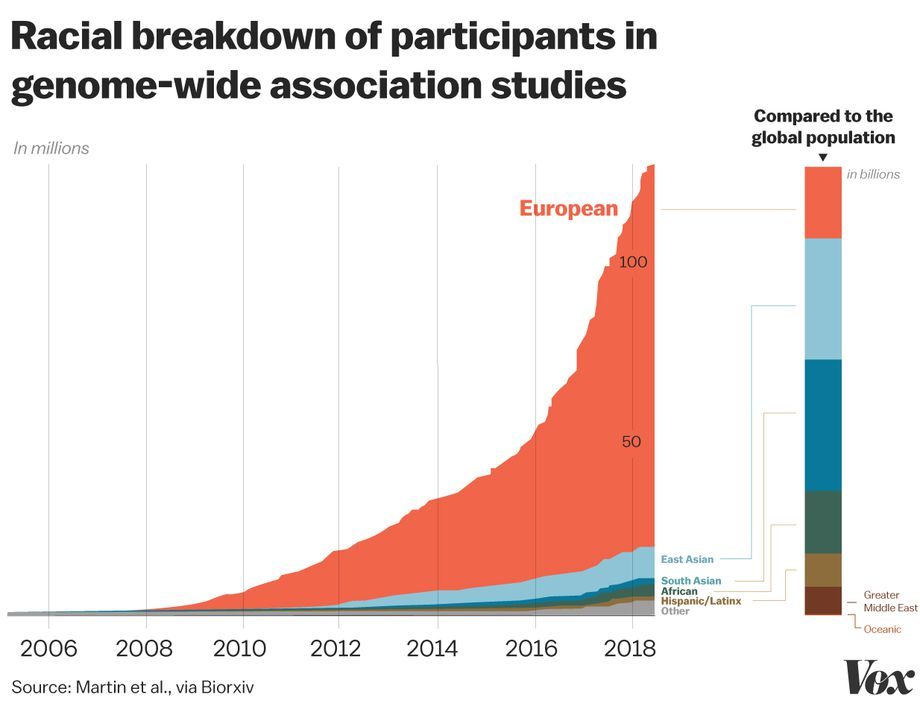 Racial breakdown of participants in
genome-wide association studies
Compared to the
global population
In millions
in billions
European
100
50
East Asian
South Asian
African
Hispanic/Latinx
Other
Greater
Middle East
Oceanic
2006 2008 2010 2012 2014 2016 2018
Source: Martin et al., via Biorxiv
Vox